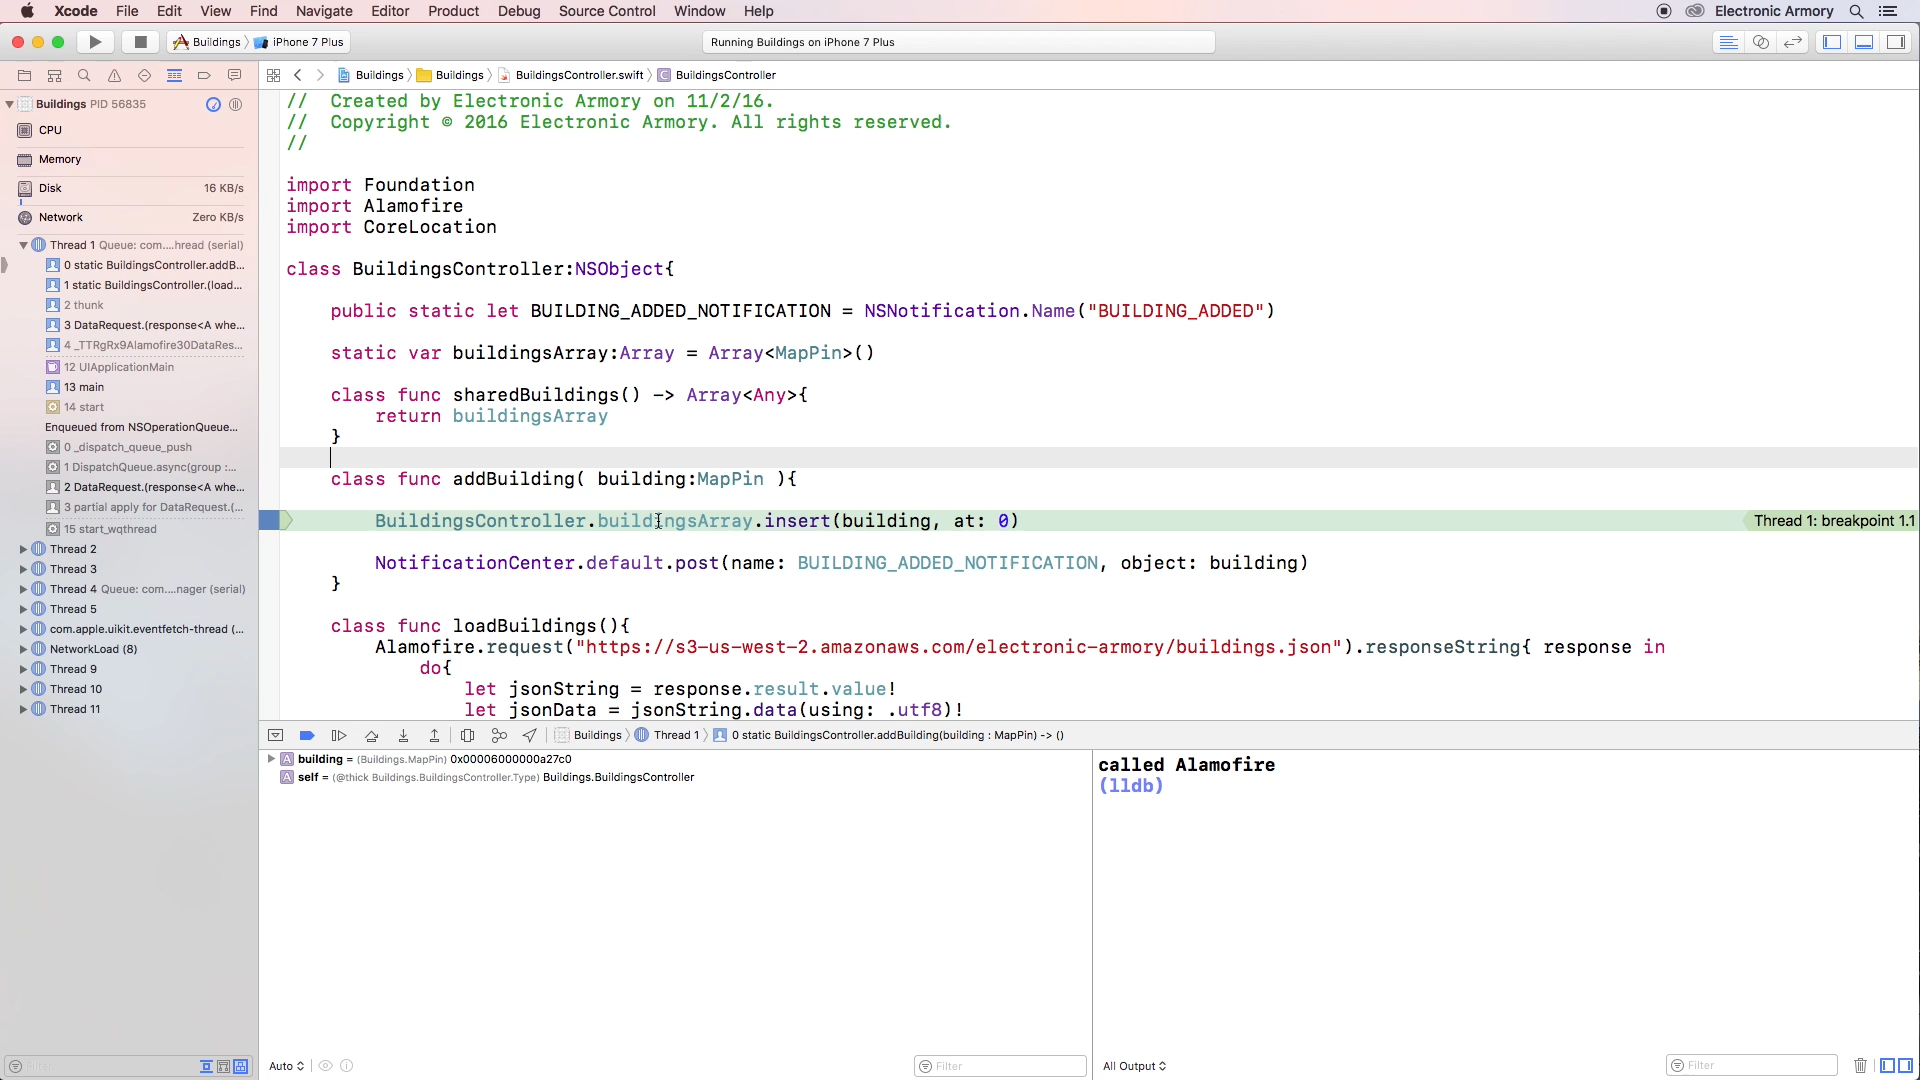 Xcode File Edit View Find Navigate Editor Product Debug Source Control Window Help Electronic Armory
Buildings iPhone 7 Plus Running Buildings on iPhone 7 Plus
Buildings Buildings BuildingsController.swift BuildingsController
Buildings PID 56835
CPU
Memory
Disk 16 KB/s
Network Zero KB/s
Thread 1 Queue: com....hread (serial)
0 static BuildingsController.addB...
1 static BuildingsController.(load...
2 thunk
3 DataRequest.(response<A whe...
4 _TTRgRx9Alamofire30DataRes...
12 UIApplicationMain
13 main
14 start
Enqueued from NSOperationQueue...
0 _dispatch_queue_push
1 DispatchQueue.async(group :...
2 DataRequest.(response<A whe...
3 partial apply for DataRequest.(...
15 start_wqthread
Thread 2
Thread 3
Thread 4 Queue: com....nager (serial)
Thread 5
com.apple.uikit.eventfetch-thread (...
NetworkLoad (8)
Thread 9
Thread 10
Thread 11
// Created by Electronic Armory on 11/2/16.
// Copyright © 2016 Electronic Armory. All rights reserved.
//
import Foundation
import Alamofire
import CoreLocation
class BuildingsController:NSObject{
public static let BUILDING_ADDED_NOTIFICATION = NSNotification.Name("BUILDING_ADDED")
static var buildingsArray:Array = Array<MapPin>()
class func sharedBuildings() -> Array<Any>{
return buildingsArray
}
class func addBuilding( building:MapPin ){
BuildingsController.buildingsArray.insert(building, at: 0) Thread 1: breakpoint 1.1
NotificationCenter.default.post(name: BUILDING_ADDED_NOTIFICATION, object: building)
}
class func loadBuildings(){
Alamofire.request("https://s3-us-west-2.amazonaws.com/electronic-armory/buildings.json").responseString{ response in
do{
let jsonString = response.result.value!
let jsonData = jsonString.data(using: .utf8)!
Buildings Thread 1 0 static BuildingsController.addBuilding(building : MapPin) -> ()
building = (Buildings.MapPin) 0x00006000000a27c0
self = (@thick Buildings.BuildingsController.Type) Buildings.BuildingsController
called Alamofire
(lldb)
Filter Auto Filter All Output Filter